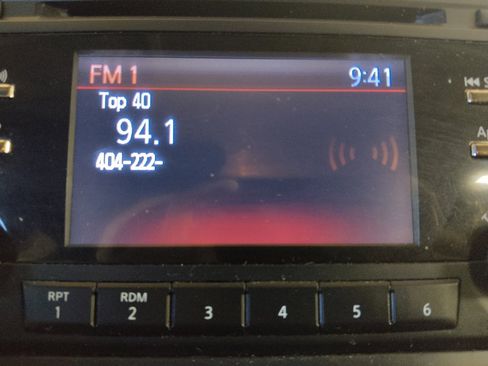 FM 1 9:41
Top 40
94.1
404-222-
RPT RDM
1 2 3 4 5 6